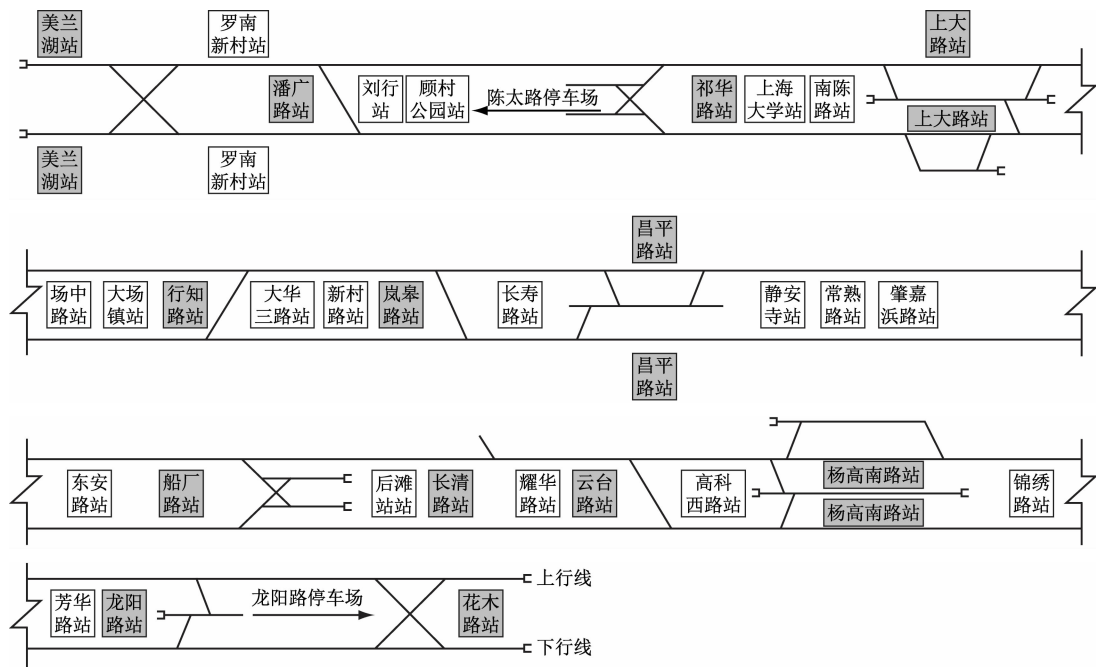 美兰
湖站
罗南
新村站
上大
路站
潘广
路站
刘行
站
顾村
公园站
陈太路停车场
祁华
路站
上海
大学站
南陈
路站
上大路站
美兰
湖站
罗南
新村站
昌平
路站
场中
路站
大场
镇站
行知
路站
大华
三路站
新村
路站
岚皋
路站
长寿
路站
静安
寺站
常熟
路站
肇嘉
浜路站
昌平
路站
东安
路站
船厂
路站
后滩
站站
长清
路站
耀华
路站
云台
路站
高科
西路站
杨高南路站
杨高南路站
锦绣
路站
芳华
路站
龙阳
路站
龙阳路停车场
花木
路站
上行线
下行线